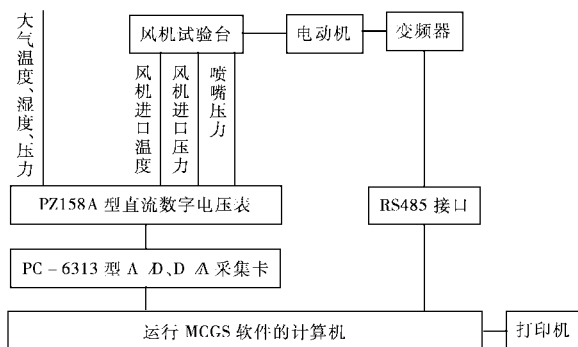 大气温度、湿度、压力
风机试验台
电动机
变频器
风机进口温度
风机进口压力
喷嘴压力
PZ158A 型直流数字电压表
RS485 接口
PC-6313 型 A/D、D/A 采集卡
运行 MCGS 软件的计算机
打印机